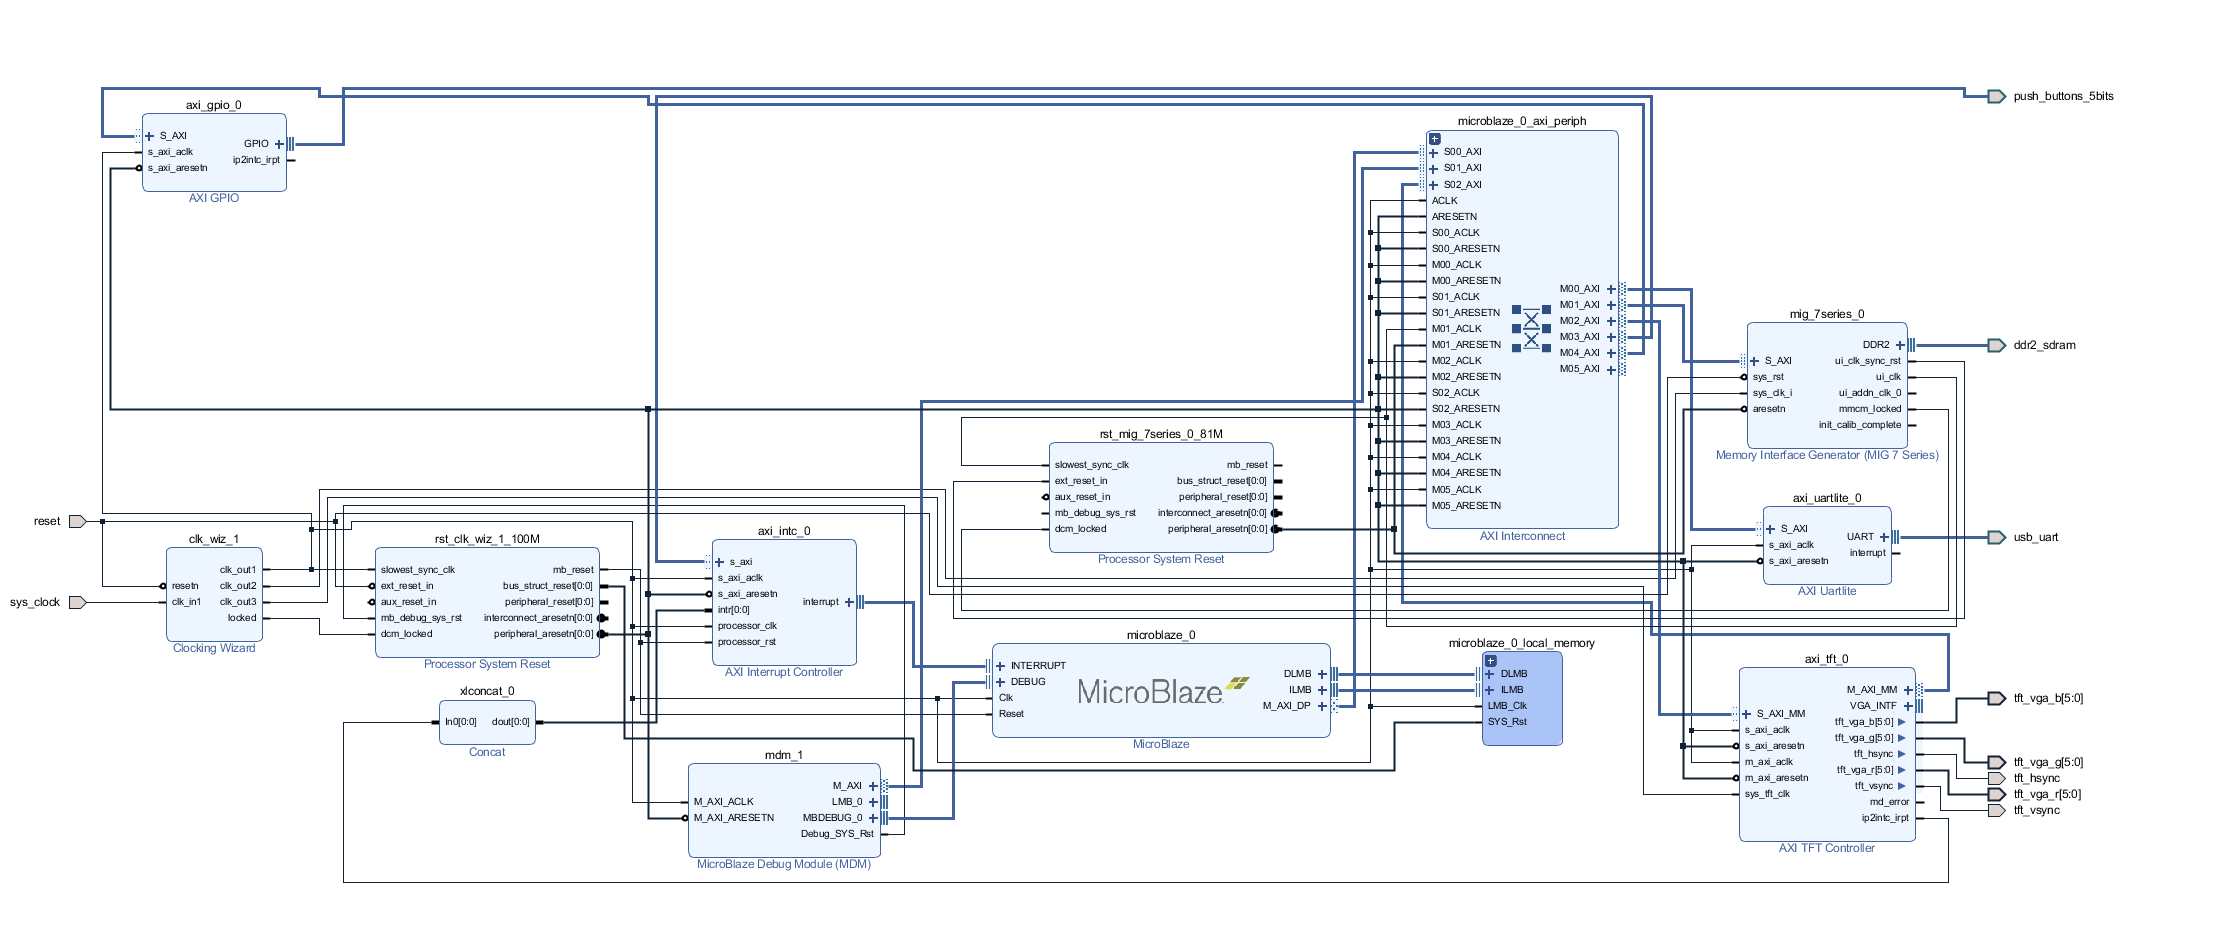 push_buttons_5bits
axi_gpio_0
S_AXI
s_axi_aclk
s_axi_aresetn
GPIO
ip2intc_irpt
AXI GPIO
microblaze_0_axi_periph
S00_AXI
S01_AXI
S02_AXI
ACLK
ARESETN
S00_ACLK
S00_ARESETN
M00_ACLK
M00_ARESETN
S01_ACLK
S01_ARESETN
M01_ACLK
M01_ARESETN
M02_ACLK
M02_ARESETN
S02_ACLK
S02_ARESETN
M03_ACLK
M03_ARESETN
M04_ACLK
M04_ARESETN
M05_ACLK
M05_ARESETN
M00_AXI
M01_AXI
M02_AXI
M03_AXI
M04_AXI
M05_AXI
AXI Interconnect
mig_7series_0
S_AXI
sys_rst
sys_clk_i
aresetn
DDR2
ui_clk_sync_rst
ui_clk
ui_addn_clk_0
mmcm_locked
init_calib_complete
Memory Interface Generator (MIG 7 Series)
ddr2_sdram
rst_mig_7series_0_81M
slowest_sync_clk
ext_reset_in
aux_reset_in
mb_debug_sys_rst
dcm_locked
mb_reset
bus_struct_reset[0:0]
peripheral_reset[0:0]
interconnect_aresetn[0:0]
peripheral_aresetn[0:0]
Processor System Reset
axi_uartlite_0
S_AXI
s_axi_aclk
s_axi_aresetn
UART
interrupt
AXI Uartlite
usb_uart
reset
sys_clock
clk_wiz_1
resetn
clk_in1
clk_out1
clk_out2
clk_out3
locked
Clocking Wizard
rst_clk_wiz_1_100M
slowest_sync_clk
ext_reset_in
aux_reset_in
mb_debug_sys_rst
dcm_locked
mb_reset
bus_struct_reset[0:0]
peripheral_reset[0:0]
interconnect_aresetn[0:0]
peripheral_aresetn[0:0]
Processor System Reset
axi_intc_0
s_axi
s_axi_aclk
s_axi_aresetn
intr[0:0]
processor_clk
processor_rst
interrupt
AXI Interrupt Controller
microblaze_0
INTERRUPT
DEBUG
Clk
Reset
MicroBlaze
DLMB
ILMB
M_AXI_DP
MicroBlaze
microblaze_0_local_memory
DLMB
ILMB
LMB_Clk
SYS_Rst
xlconcat_0
In0[0:0]
dout[0:0]
Concat
mdm_1
M_AXI_ACLK
M_AXI_ARESETN
M_AXI
LMB_0
MBDEBUG_0
Debug_SYS_Rst
MicroBlaze Debug Module (MDM)
axi_tft_0
S_AXI_MM
s_axi_aclk
s_axi_aresetn
m_axi_aclk
m_axi_aresetn
sys_tft_clk
M_AXI_MM
VGA_INTF
tft_vga_b[5:0]
tft_vga_g[5:0]
tft_hsync
tft_vga_r[5:0]
tft_vsync
md_error
ip2intc_irpt
AXI TFT Controller
tft_vga_b[5:0]
tft_vga_g[5:0]
tft_hsync
tft_vga_r[5:0]
tft_vsync